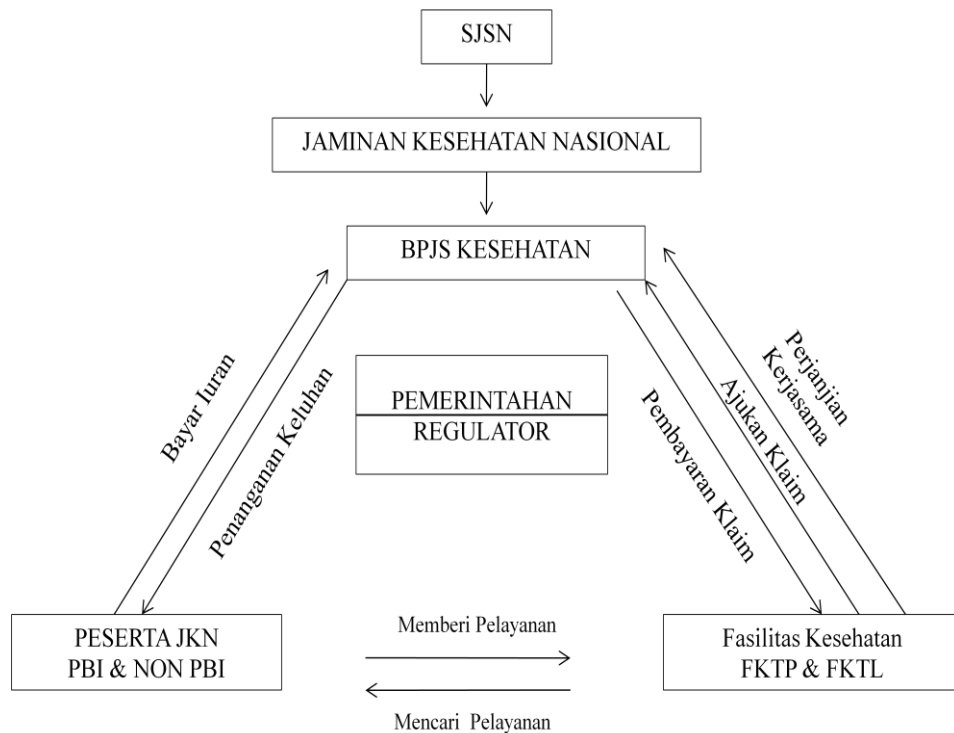 SJSN
JAMINAN KESEHATAN NASIONAL
BPJS KESEHATAN
Bayar Iuran
Penanganan Keluhan
PEMERINTAHAN
REGULATOR
Pembayaran Klaim
Ajukan Klaim
Perjanjian
Kerjasama
PESERTA JKN
PBI & NON PBI
Memberi Pelayanan
Mencari Pelayanan
Fasilitas Kesehatan
FKTP & FKTL